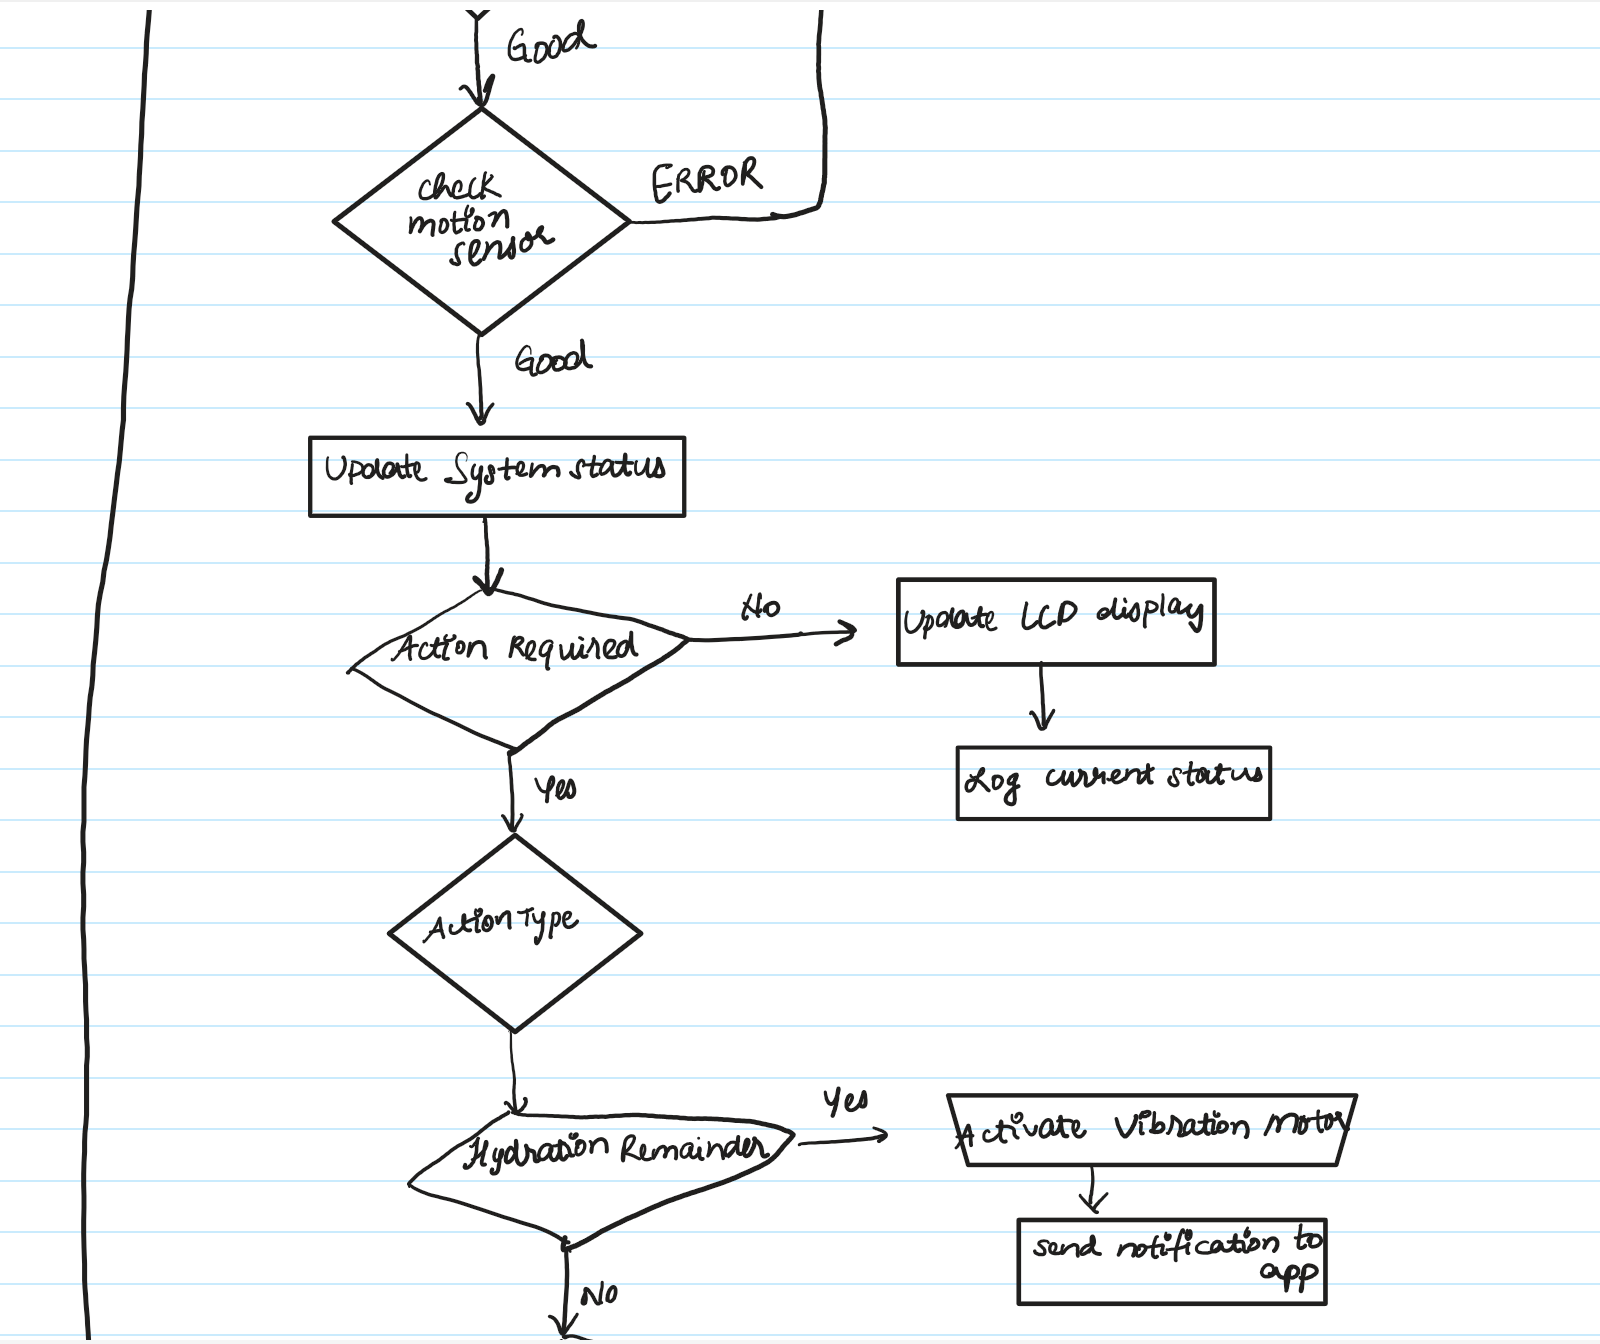 Good
check
motion
sensor
ERROR
Good
Update System status
Action Required
No
Update LCD display
Log current status
Yes
Action Type
Hydration Remainder
Yes
Activate Vibration motor
send notification to
app
NO